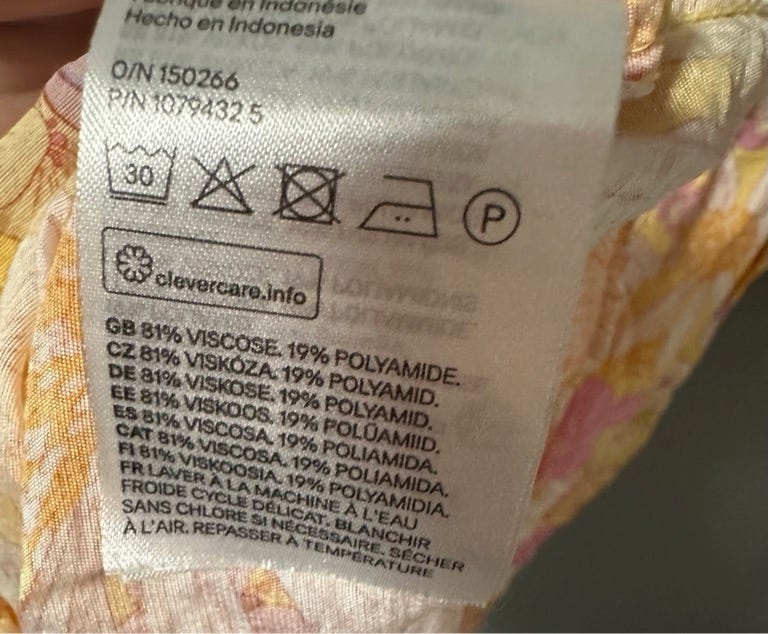 Fabriqué en Indonésie
Hecho en Indonesia
O/N 150266
P/N 1079432 5
30
P
clevercare.info
GB 81% VISCOSE. 19% POLYAMIDE.
CZ 81% VISKÓZA. 19% POLYAMID.
DE 81% VISKOSE. 19% POLYAMID.
EE 81% VISKOOS. 19% POLÜAMIID.
ES 81% VISCOSA. 19% POLIAMIDA.
CAT 81% VISCOSA. 19% POLIAMIDA.
FI 81% VISKOOSIA. 19% POLYAMIDIA.
FR LAVER À LA MACHINE À L'EAU
FROIDE CYCLE DÉLICAT. BLANCHIR
SANS CHLORE SI NÉCESSAIRE. SÉCHER
À L'AIR. REPASSER À TEMPÉRATURE